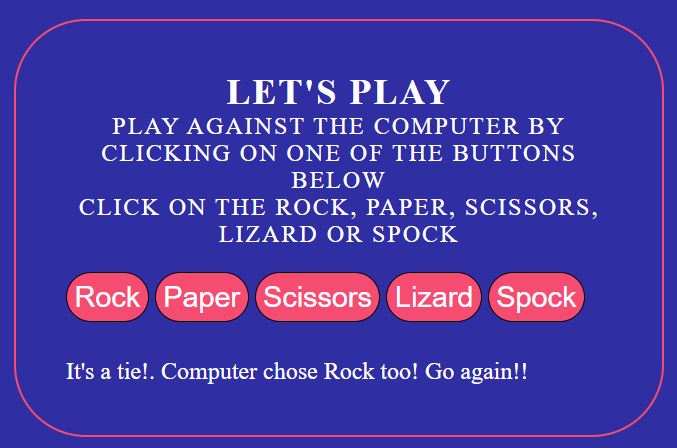 LET'S PLAY
PLAY AGAINST THE COMPUTER BY
CLICKING ON ONE OF THE BUTTONS
BELOW
CLICK ON THE ROCK, PAPER, SCISSORS,
LIZARD OR SPOCK
Rock Paper Scissors Lizard Spock
It's a tie!. Computer chose Rock too! Go again!!